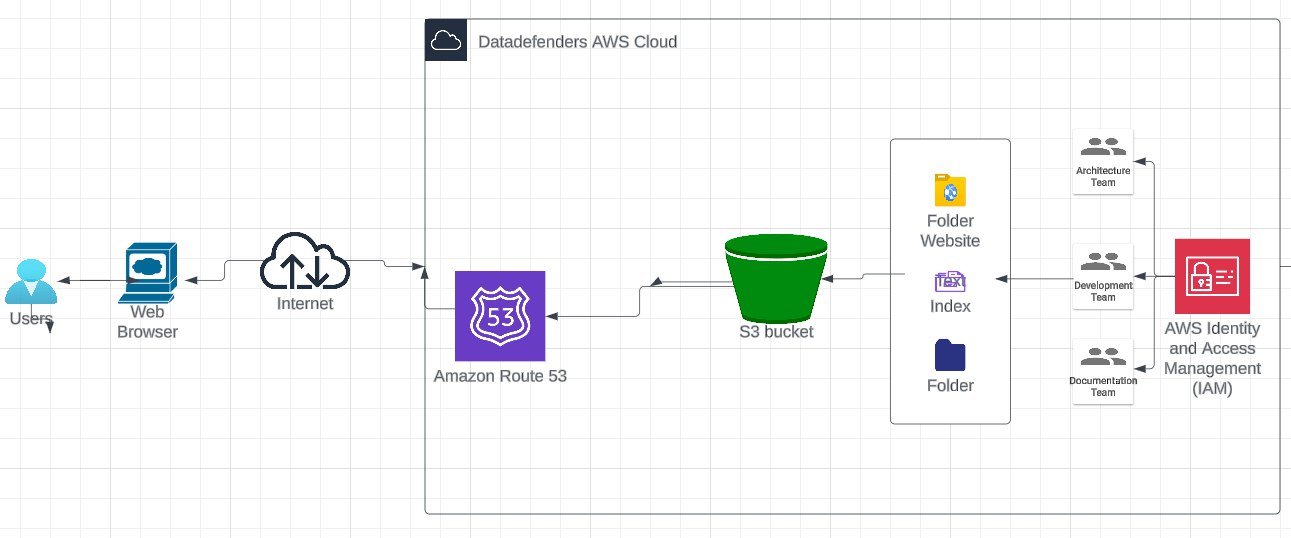 Datadefenders AWS Cloud
Users
Web
Browser
Internet
53
Amazon Route 53
S3 bucket
Folder
Website
Text
Index
Folder
Architecture
Team
Development
Team
Documentation
Team
AWS Identity
and Access
Management
(IAM)